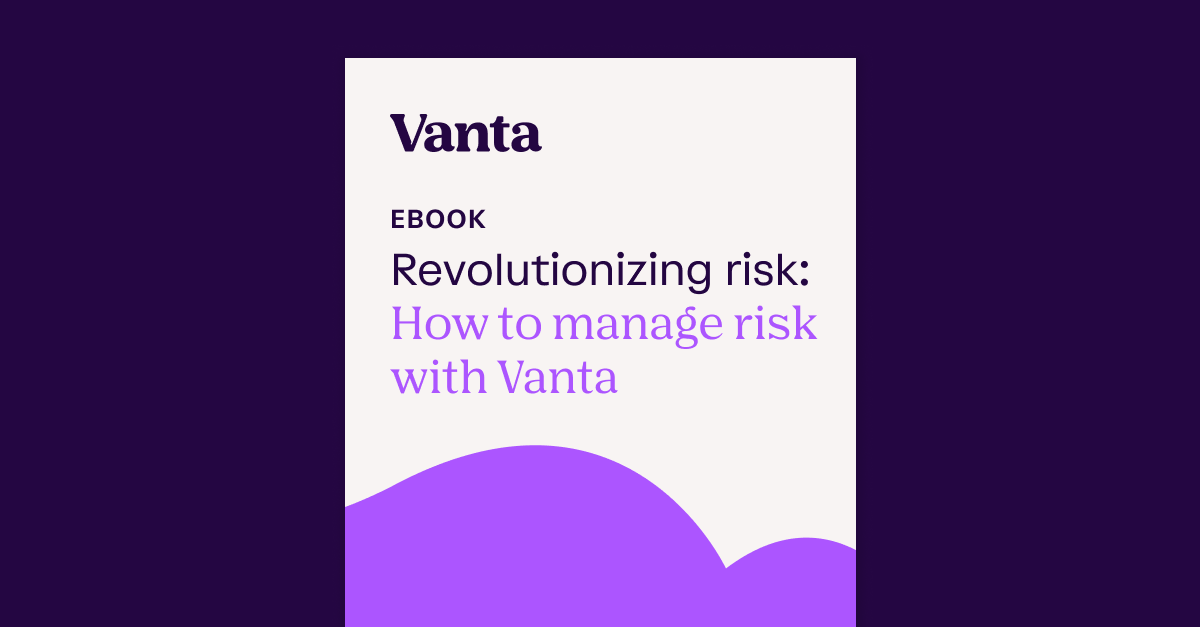 Vanta
EBOOK
Revolutionizing risk:
How to manage risk
with Vanta